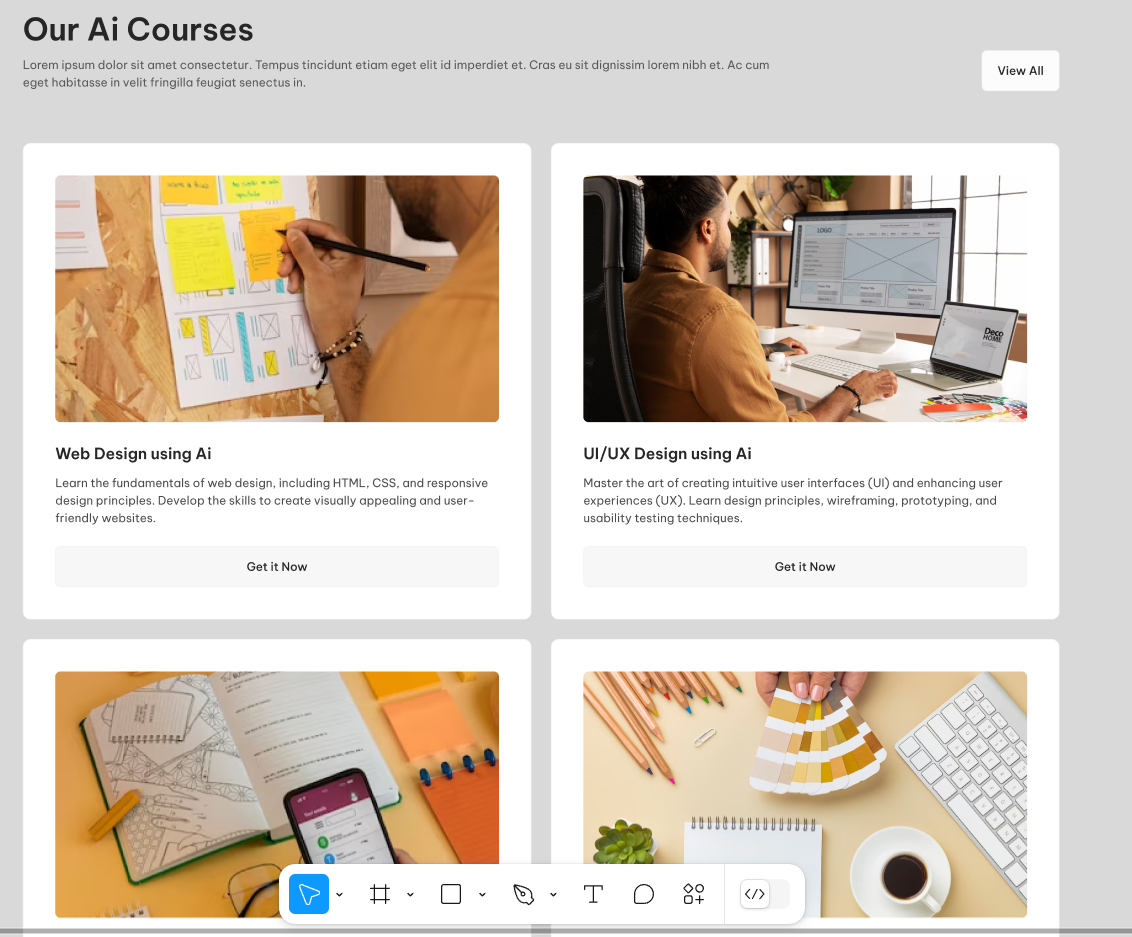 Our Ai Courses
Lorem ipsum dolor sit amet consectetur. Tempus tincidunt etiam eget elit id imperdiet et. Cras eu sit dignissim lorem nibh et. Ac cum
eget habitasse in velit fringilla feugiat senectus in.
View All
LOGO
Deco
HOME
Web Design using Ai
Learn the fundamentals of web design, including HTML, CSS, and responsive
design principles. Develop the skills to create visually appealing and user-
friendly websites.
Get it Now
UI/UX Design using Ai
Master the art of creating intuitive user interfaces (UI) and enhancing user
experiences (UX). Learn design principles, wireframing, prototyping, and
usability testing techniques.
Get it Now